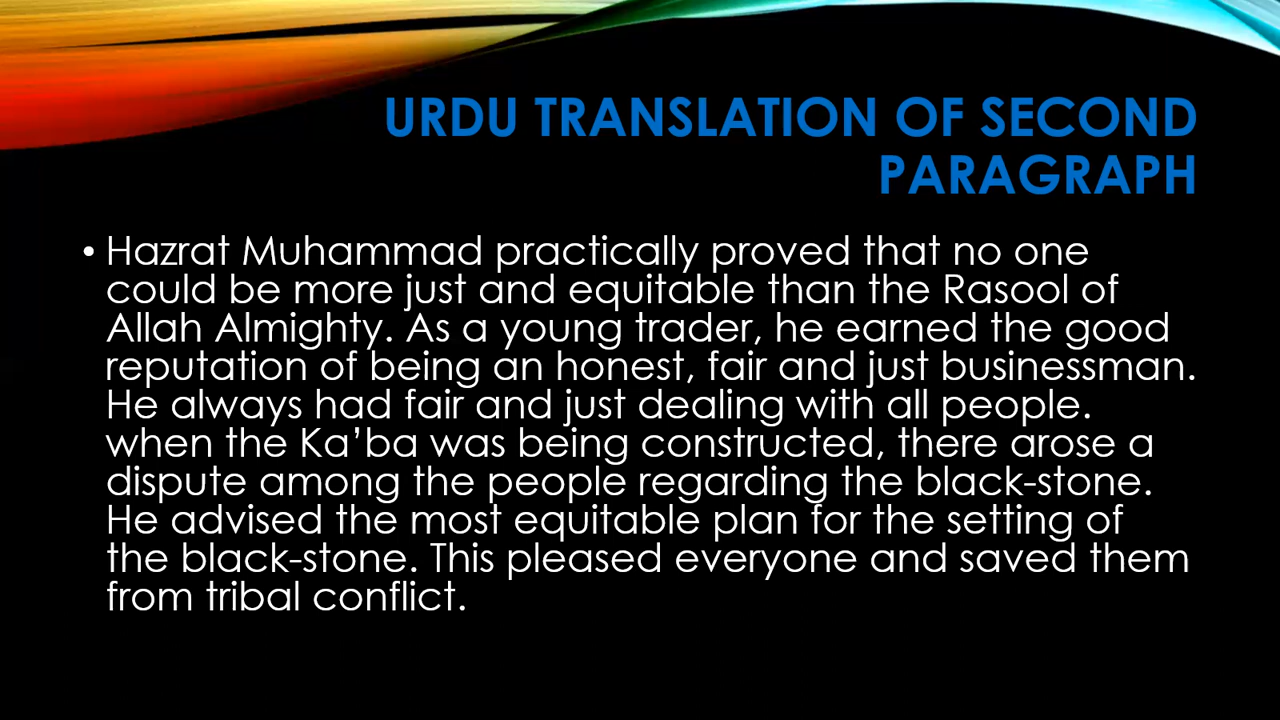 URDU TRANSLATION OF SECOND
PARAGRAPH
• Hazrat Muhammad practically proved that no one
could be more just and equitable than the Rasool of
Allah Almighty. As a young trader, he earned the good
reputation of being an honest, fair and just businessman.
He always had fair and just dealing with all people.
when the Ka’ba was being constructed, there arose a
dispute among the people regarding the black-stone.
He advised the most equitable plan for the setting of
the black-stone. This pleased everyone and saved them
from tribal conflict.